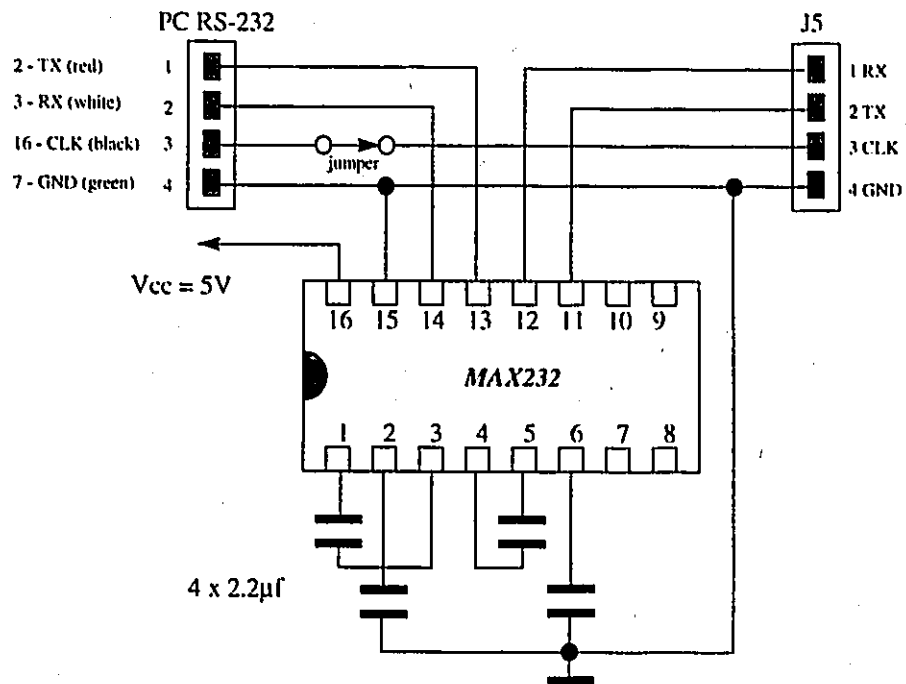 PC RS-232
J5
2 - TX (red) 1
3 - RX (white) 2
16 - CLK (black) 3
7 - GND (green) 4
jumper
1 RX
2 TX
3 CLK
4 GND
Vcc = 5V
16 15 14 13 12 11 10 9
MAX232
1 2 3 4 5 6 7 8
4 x 2.2µf